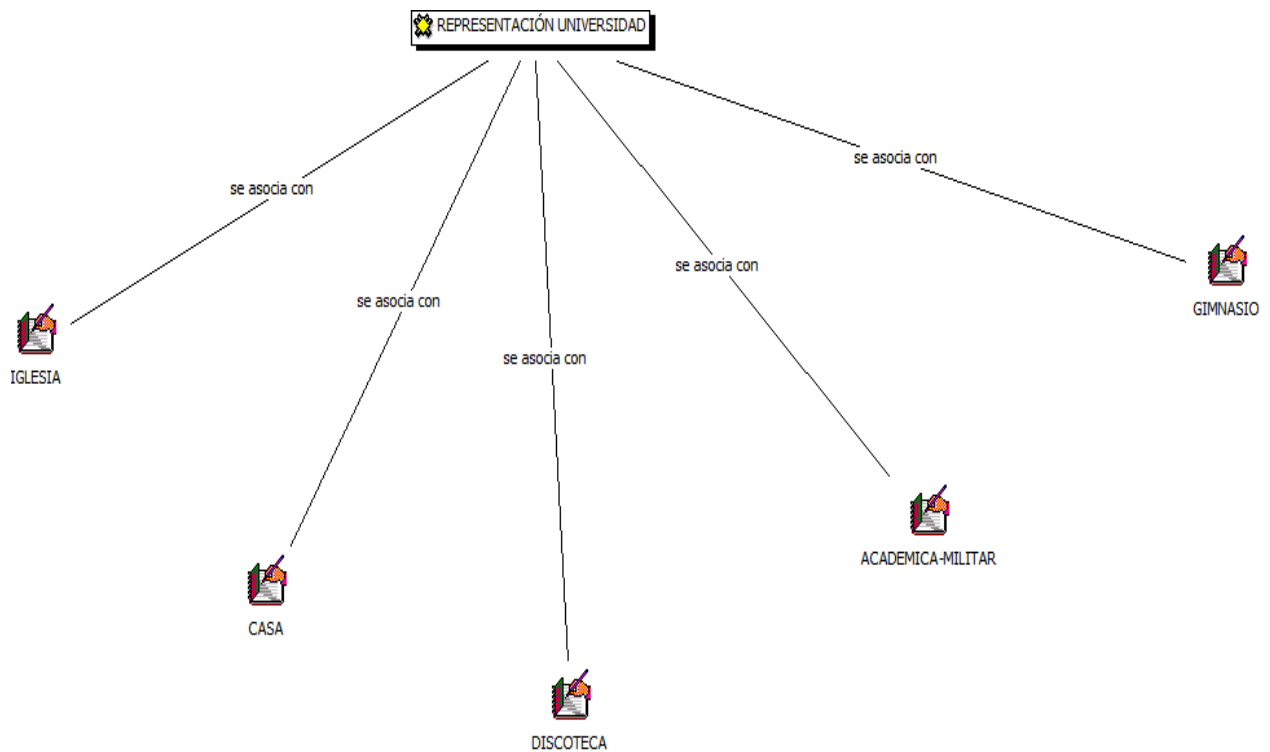 REPRESENTACIÓN UNIVERSIDAD
se asocia con
se asocia con
se asocia con
se asocia con
se asocia con
GIMNASIO
IGLESIA
ACADEMICA-MILITAR
CASA
DISCOTECA